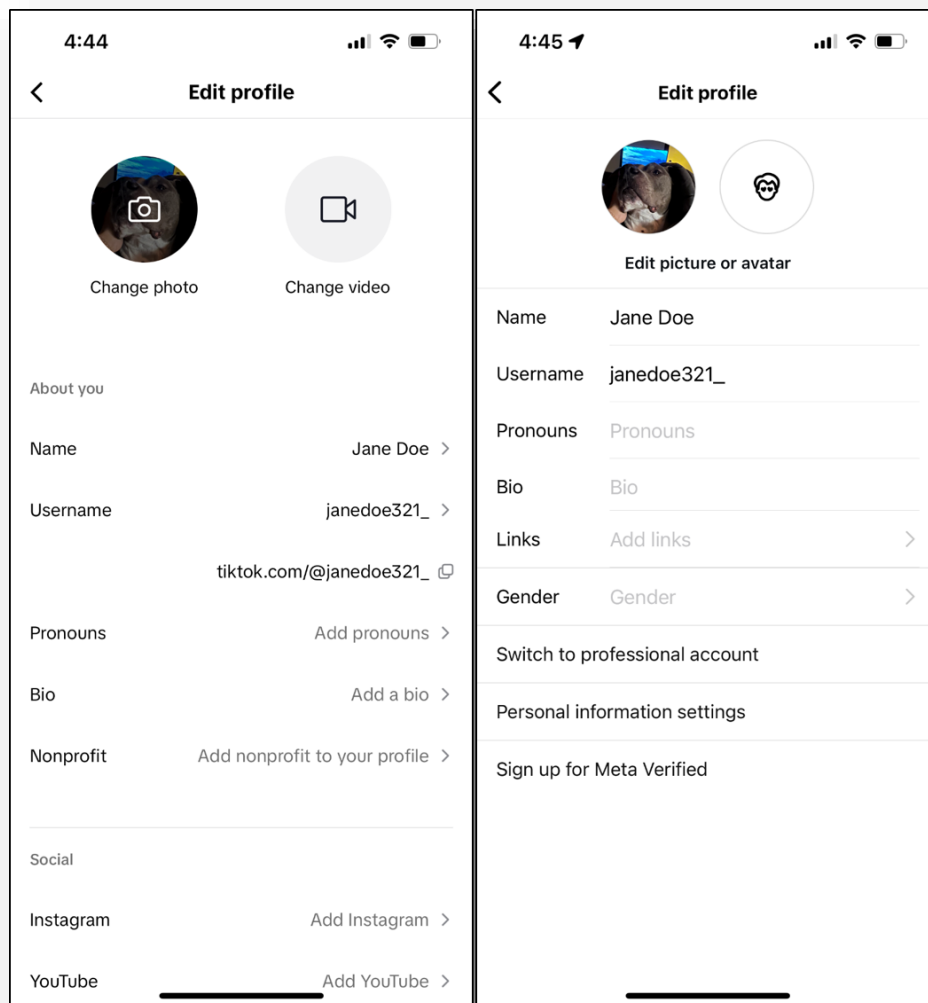 4:44
Edit profile
Change photo
Change video
About you
Name
Jane Doe
Username
janedoe321_
tiktok.com/@janedoe321_
Pronouns
Add pronouns
Bio
Add a bio
Nonprofit
Add nonprofit to your profile
Social
Instagram
Add Instagram
YouTube
Add YouTube
4:45
Edit profile
Edit picture or avatar
Name
Jane Doe
Username
janedoe321_
Pronouns
Pronouns
Bio
Bio
Links
Add links
Gender
Gender
Switch to professional account
Personal information settings
Sign up for Meta Verified